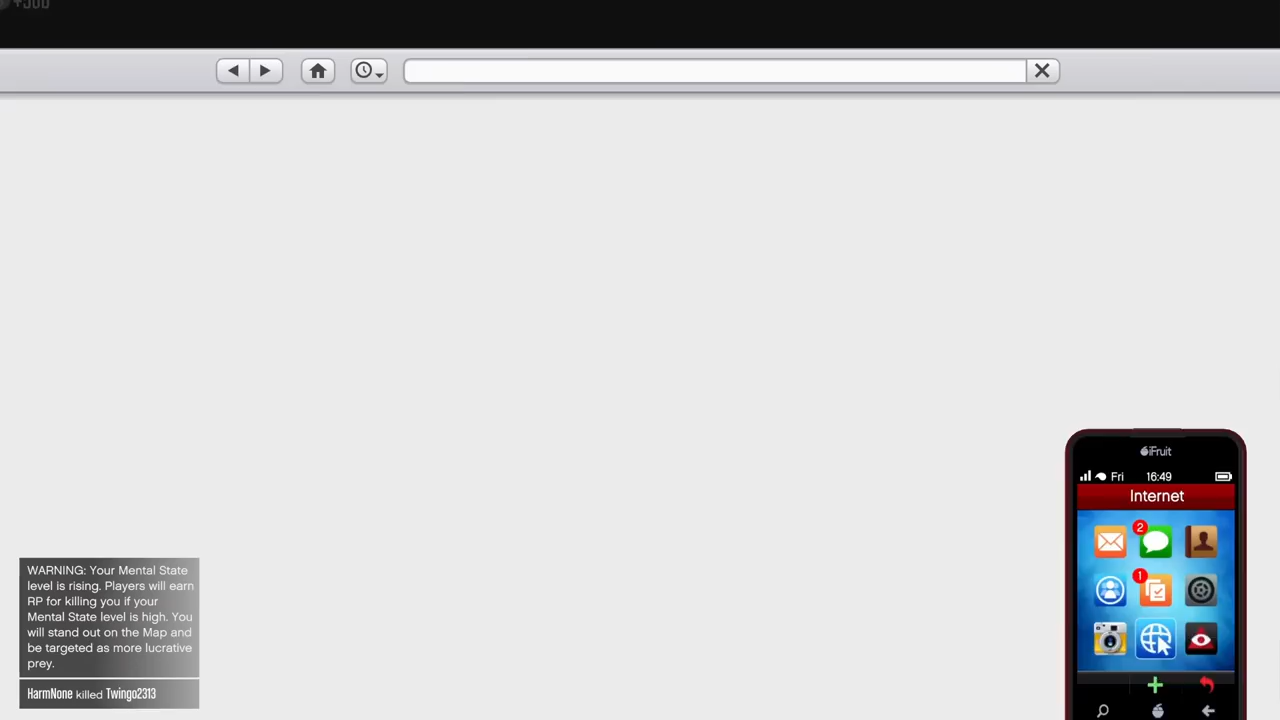 iFruit
Fri 16:49
Internet
2
1
WARNING: Your Mental State
level is rising. Players will earn
RP for killing you if your
Mental State level is high. You
will stand out on the Map and
be targeted as more lucrative
prey.
HarmNone killed Twingo2313